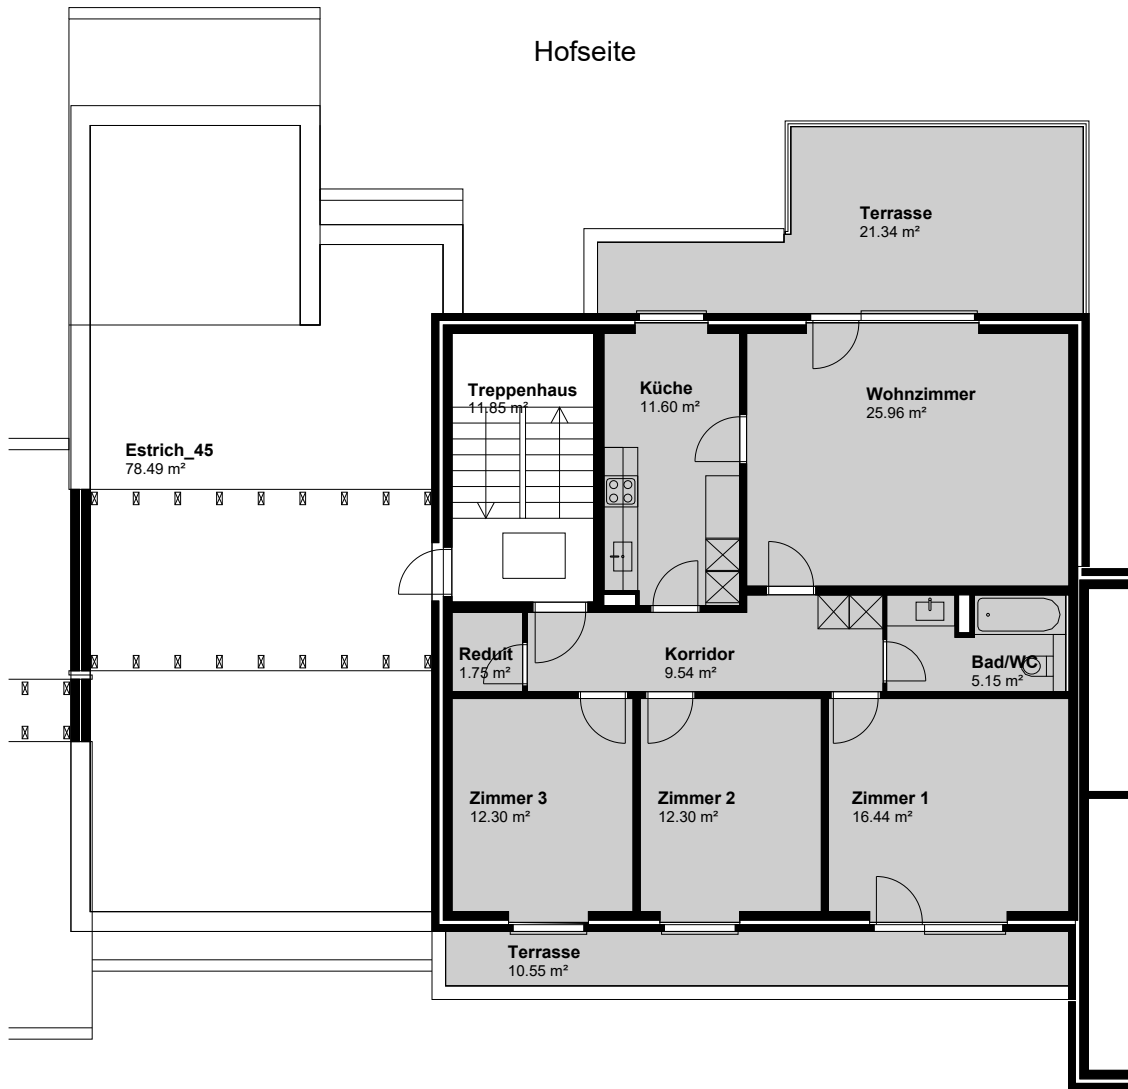 Hofseite
Terrasse
21.34 m²
Treppenhaus
11.85 m²
Küche
11.60 m²
Wohnzimmer
25.96 m²
Estrich_45
78.49 m²
Reduit
1.75 m²
Korridor
9.54 m²
Bad/WC
5.15 m²
Zimmer 3
12.30 m²
Zimmer 2
12.30 m²
Zimmer 1
16.44 m²
Terrasse
10.55 m²